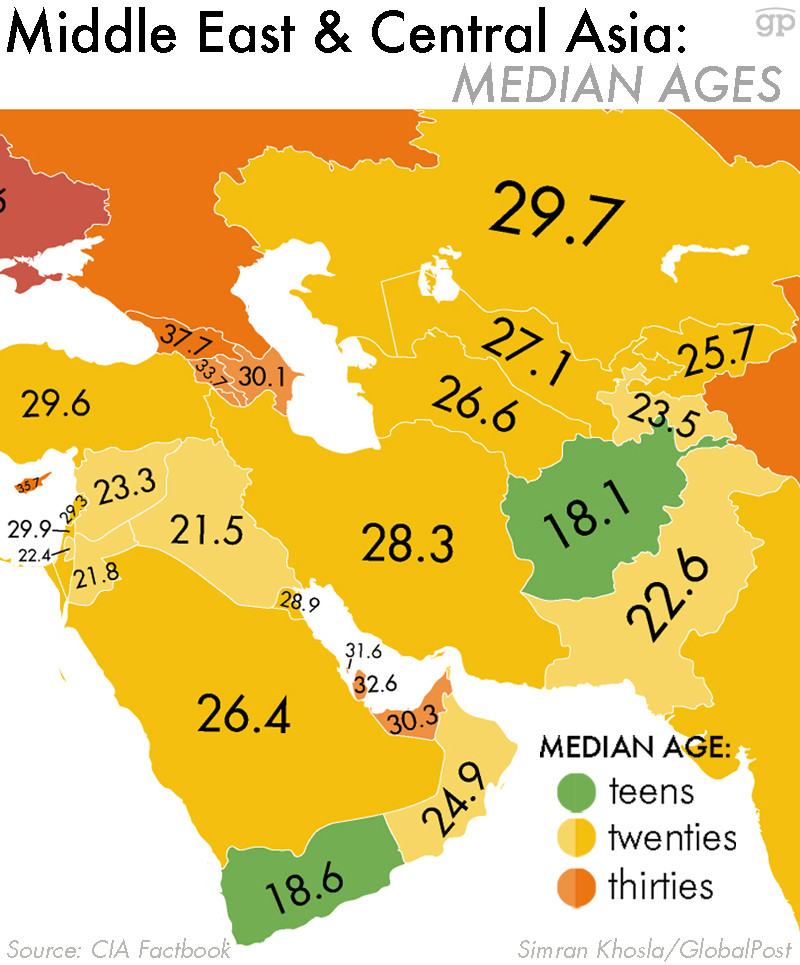 Middle East & Central Asia:
gp
MEDIAN AGES
29.7
37.7
33.7
30.1
27.1
25.7
26.6
29.6
23.5
35.7
23.3
29.3
29.9
21.5
18.1
28.3
22.4
21.8
22.6
28.9
31.6
32.6
26.4
30.3
24.9
18.6
MEDIAN AGE:
teens
twenties
thirties
Source: CIA Factbook
Simran Khosla/GlobalPost